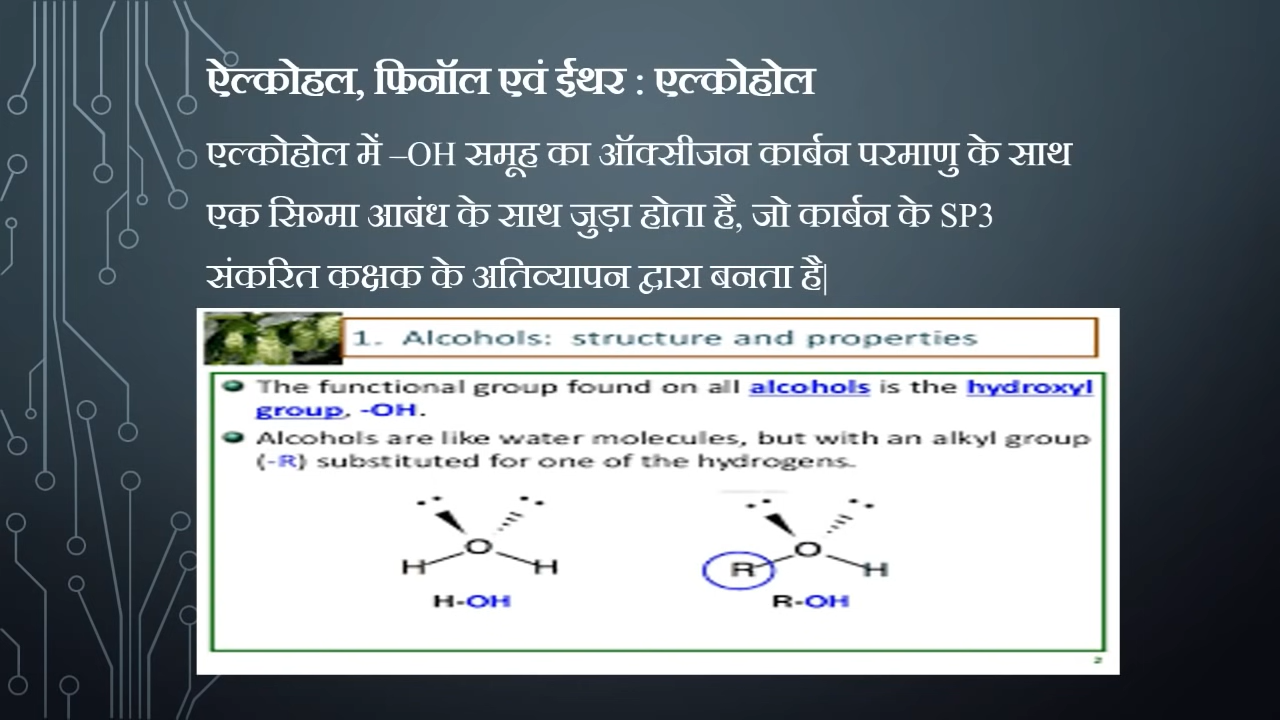 ऐल्कोहल, फिनॉल एवं ईथर : एल्कोहोल
एल्कोहोल में –OH समूह का ऑक्सीजन कार्बन परमाणु के साथ
एक सिग्मा आबंध के साथ जुड़ा होता है, जो कार्बन के SP3
संकरित कक्षक के अतिव्यापन द्वारा बनता है|
1. Alcohols: structure and properties
The functional group found on all alcohols is the hydroxyl
group, -OH.
Alcohols are like water molecules, but with an alkyl group
(-R) substituted for one of the hydrogens.
O O
H H R H
H-OH R-OH
2